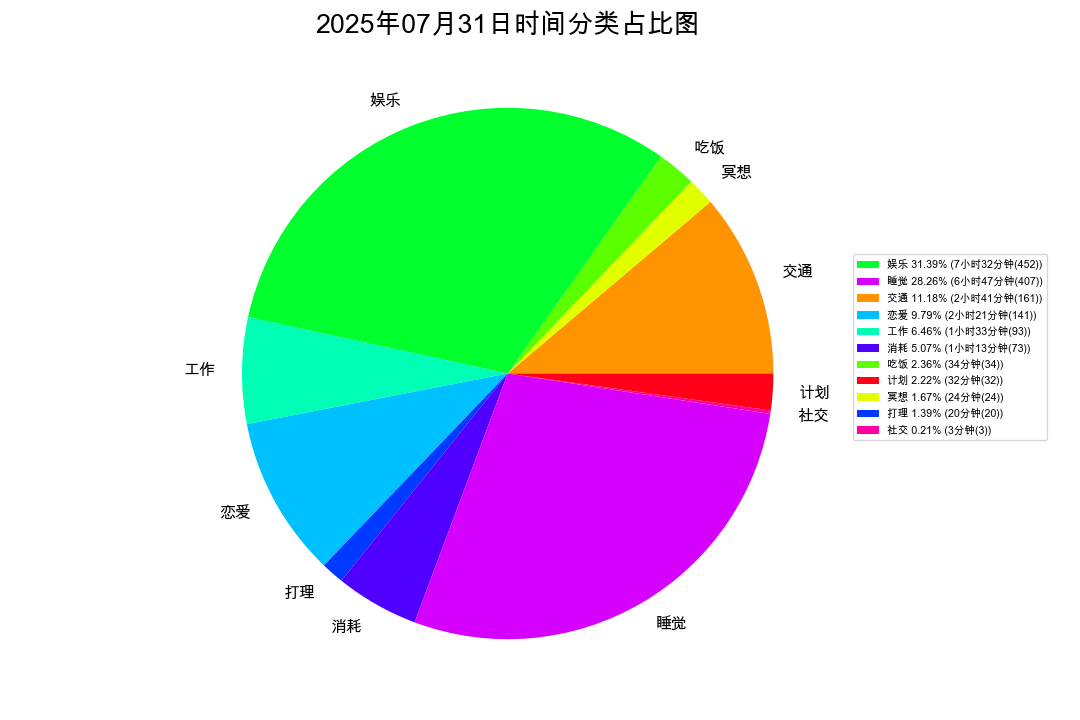 2025年07月31日时间分类占比图
娱乐
吃饭
冥想
交通
工作
计划
社交
恋爱
打理
消耗
睡觉
娱乐 31.39% (7小时32分钟(452))
睡觉 28.26% (6小时47分钟(407))
交通 11.18% (2小时41分钟(161))
恋爱 9.79% (2小时21分钟(141))
工作 6.46% (1小时33分钟(93))
消耗 5.07% (1小时13分钟(73))
吃饭 2.36% (34分钟(34))
计划 2.22% (32分钟(32))
冥想 1.67% (24分钟(24))
打理 1.39% (20分钟(20))
社交 0.21% (3分钟(3))